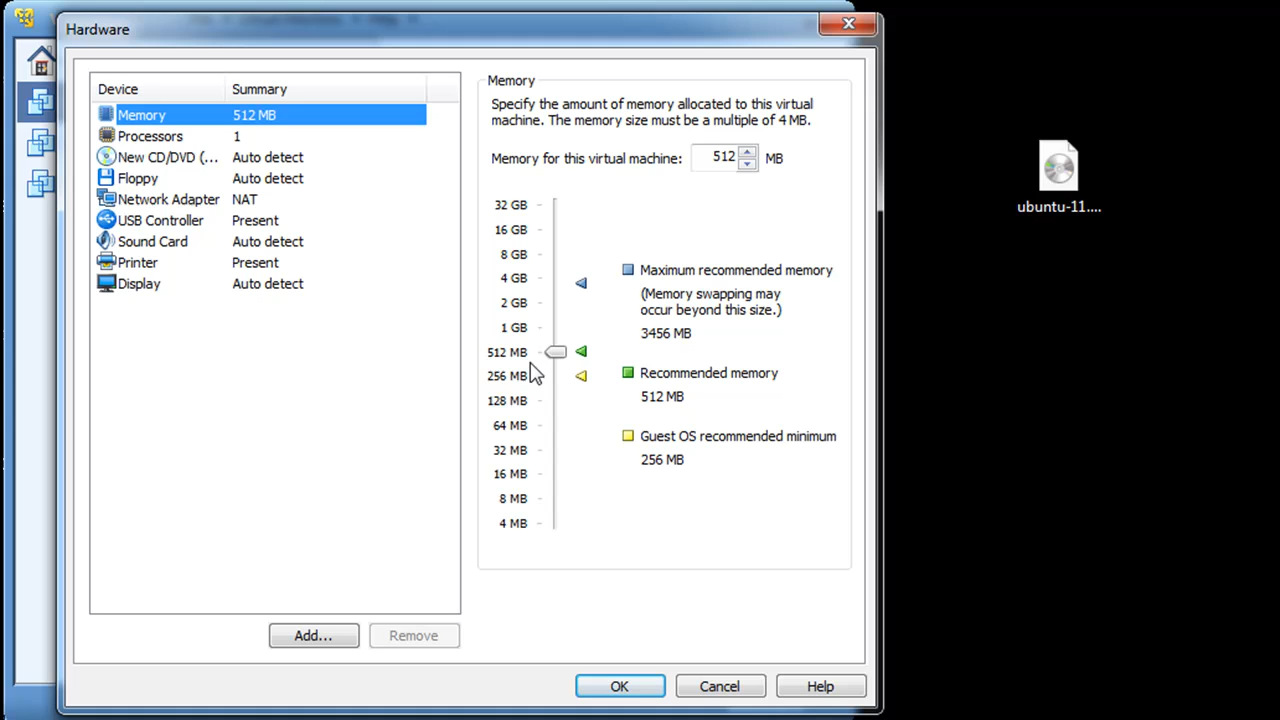 Hardware
Device Summary
Memory 512 MB
Processors 1
New CD/DVD (... Auto detect
Floppy Auto detect
Network Adapter NAT
USB Controller Present
Sound Card Auto detect
Printer Present
Display Auto detect
Add...
Remove
Memory
Specify the amount of memory allocated to this virtual
machine. The memory size must be a multiple of 4 MB.
Memory for this virtual machine: 512 MB
32 GB
16 GB
8 GB
4 GB
2 GB
1 GB
512 MB
256 MB
128 MB
64 MB
32 MB
16 MB
8 MB
4 MB
Maximum recommended memory
(Memory swapping may
occur beyond this size.)
3456 MB
Recommended memory
512 MB
Guest OS recommended minimum
256 MB
OK
Cancel
Help
ubuntu-11....